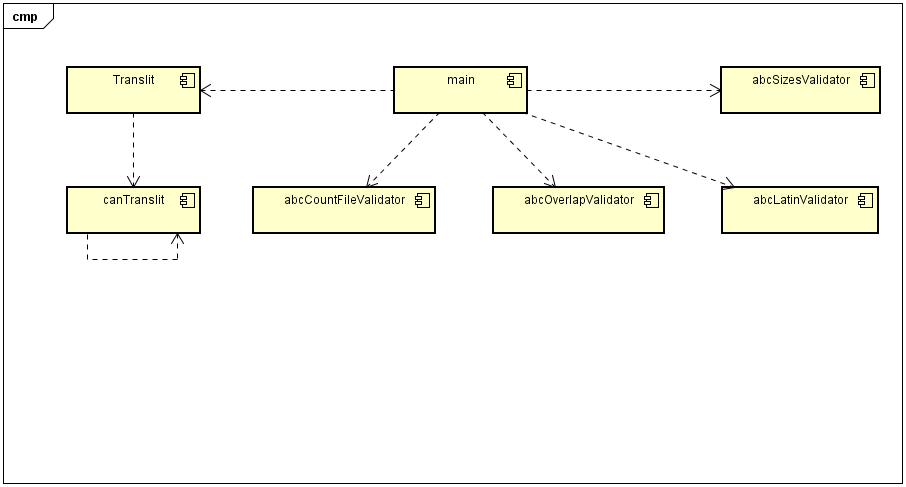 cmp
Translit
main
abcSizesValidator
canTranslit
abcCountFileValidator
abcOverlapValidator
abcLatinValidator